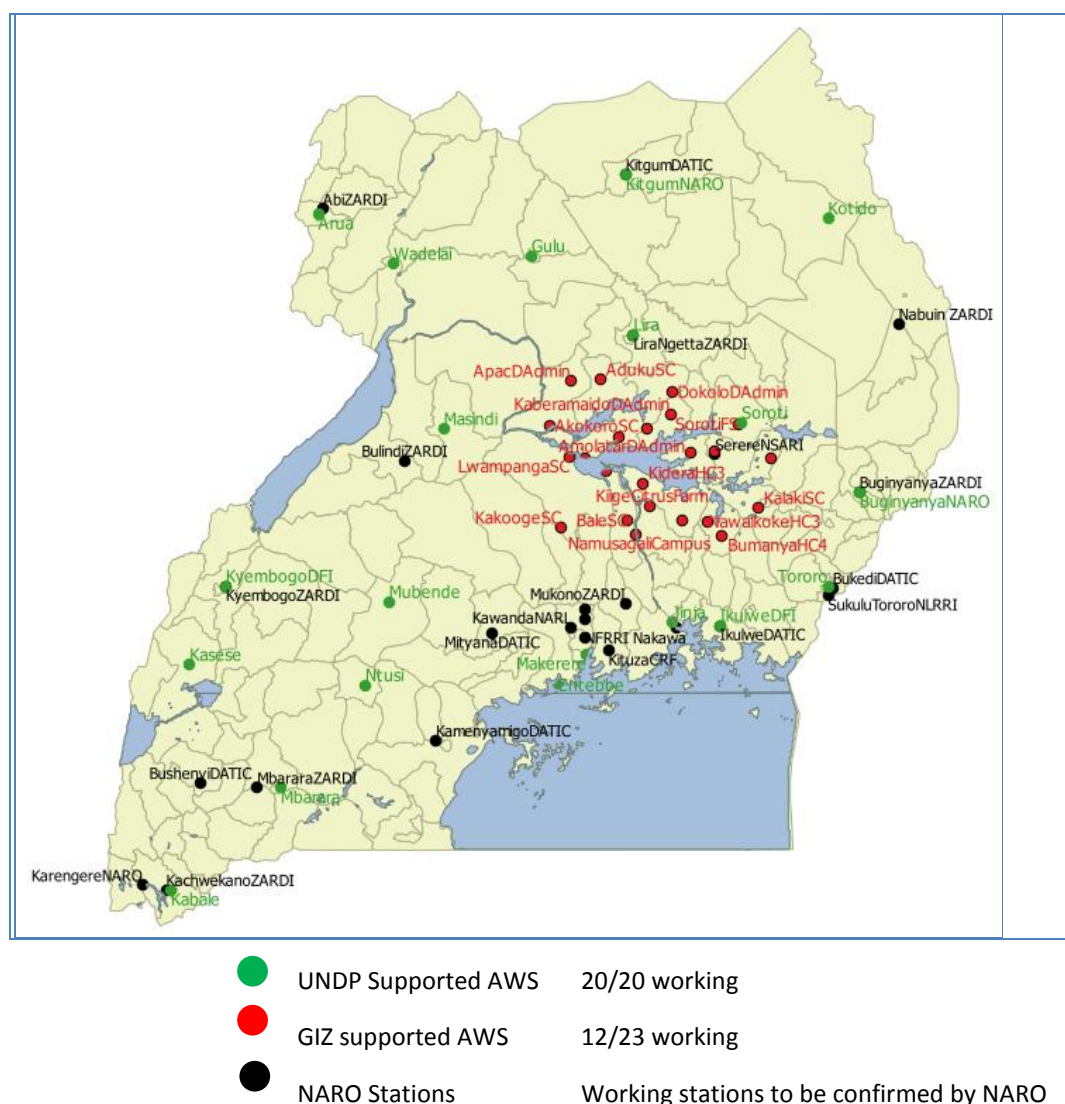 KitgumDATIC
KitgumNARO
AbiZARDI
Arua
Kotido
Wadelai
Gulu
Nabuin ZARDI
Lira
LiraNgettaZARDI
ApacDAdmin
AdukuSC
DokoloDAdmin
KaberamaidoDAdmin
Masindi
AkokoroSC
SorotiFS
Soroti
AmolatarDAdmin
SerereNSARI
BulindiZARDI
LwampangaSC
KideraHC3
BuginyanyaZARDI
BuginyanyaNARO
KiigeCitrusFarm
KalakiSC
KakoogeSC
BaleSC
NawaikokeHC3
NamusagaliCampus
BumanyaHC4
KyembogoDFI
KyembogoZARDI
Mubende
Tororo
BukediDATIC
SukuluTororoNLRRI
MukonoZARDI
KawandaNARL
MityanaDATIC
Jinja
IkulweDFI
IkulweDATIC
NFRRI Nakawa
Makerere
KituzaCRF
Kasese
Ntusi
Entebbe
KamenyamigoDATIC
BushenyiDATIC
MbararaZARDI
Mbarara
KarengereNARO
KachwekanoZARDI
Kabale
UNDP Supported AWS 20/20 working
GIZ supported AWS 12/23 working
NARO Stations Working stations to be confirmed by NARO